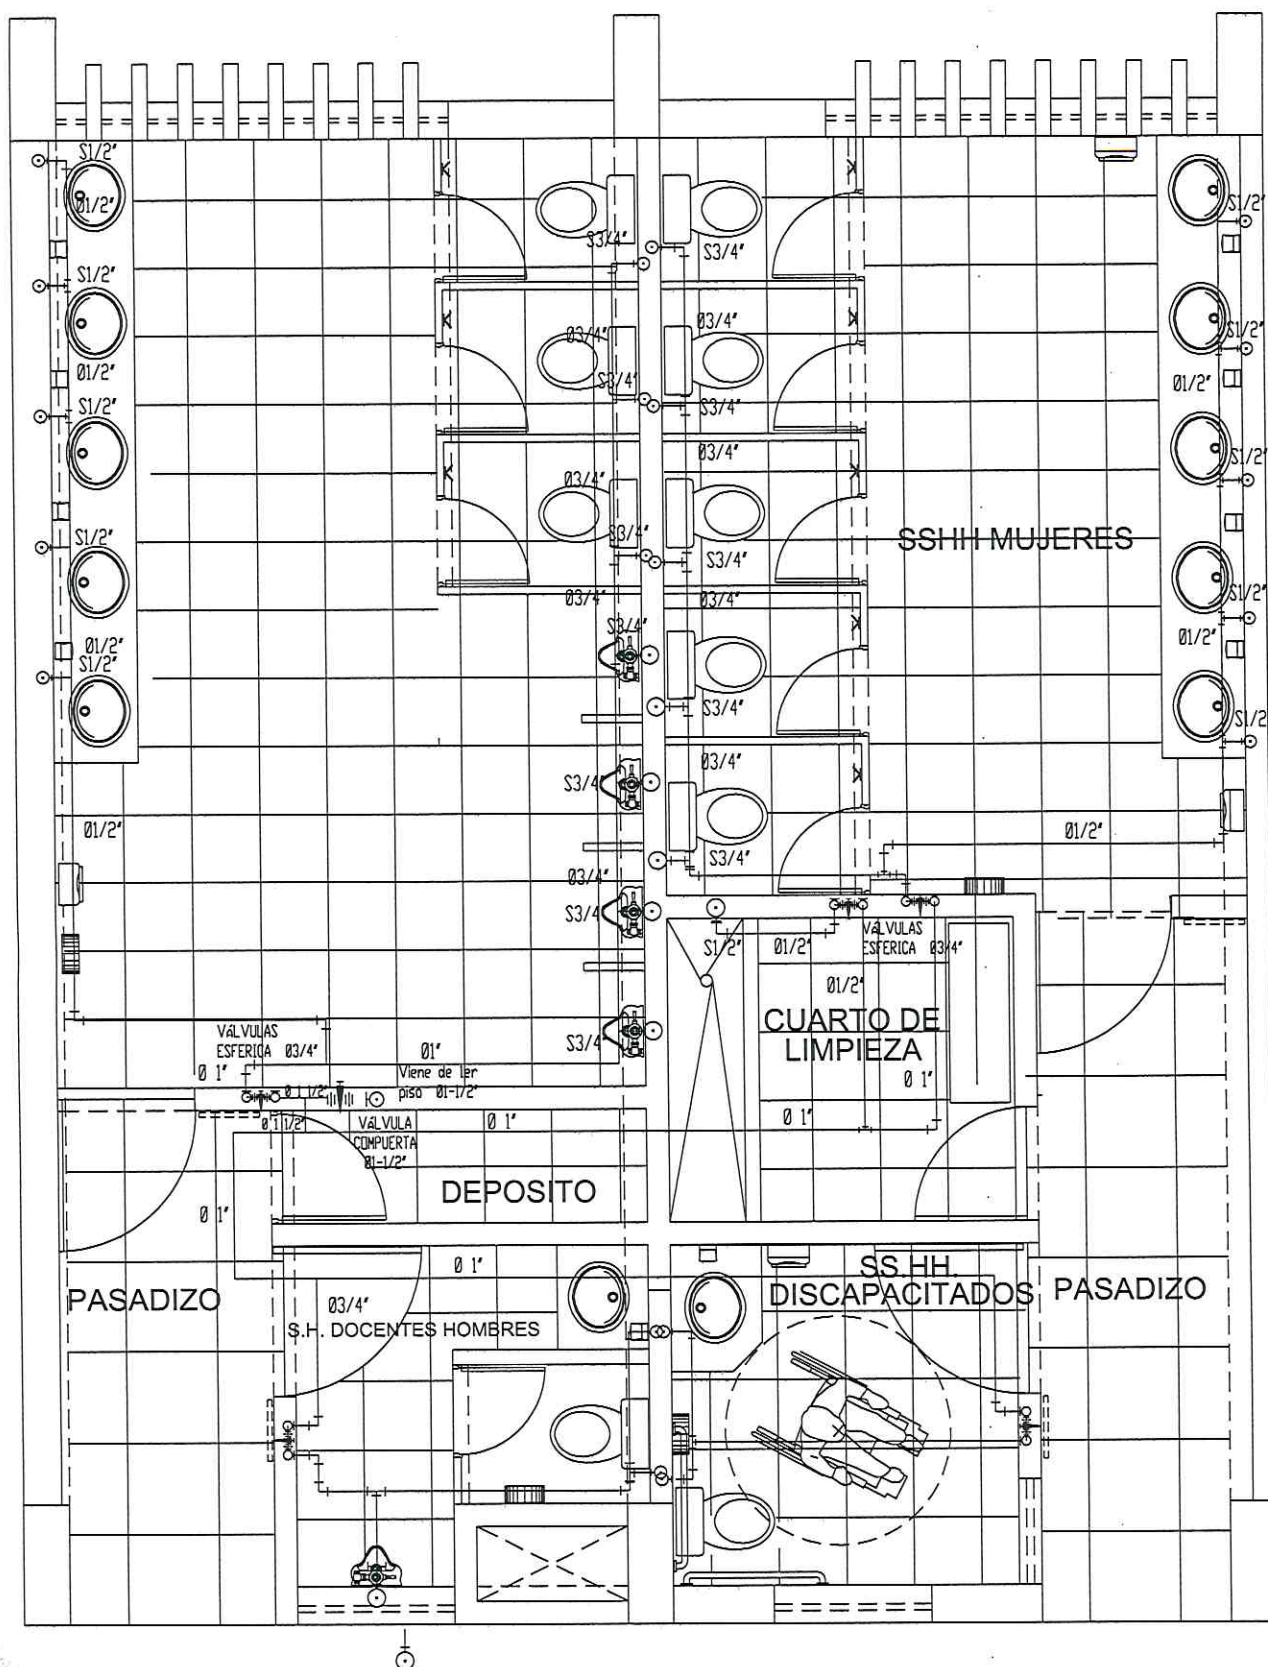 S1/2"
Ø1/2"
S1/2"
S3/4"
S3/4"
S1/2"
Ø3/4"
Ø3/4"
S1/2"
Ø1/2"
S3/4"
S3/4"
Ø1/2"
S1/2"
Ø3/4"
Ø3/4"
S1/2"
S1/2"
S3/4"
S3/4"
SSHH MUJERES
Ø3/4"
Ø3/4"
S1/2"
S3/4"
Ø1/2"
Ø1/2"
S1/2"
S3/4"
S1/2
Ø3/4"
S3/4"
Ø1/2"
Ø1/2"
S3/4"
Ø3/4"
S3/4
S1/2"
Ø1/2"
VÁLVULAS
ESFERICA Ø3/4"
Ø1/2"
CUARTO DE
LIMPIEZA
VÁLVULAS
ESFERICA Ø3/4"
S3/4"
Ø1"
Ø 1"
Viene de 1er
piso Ø1-1/2"
Ø 1"
Ø 1 1/2"
Ø 1 1/2"
VÁLVULA
COMPUERTA
Ø1-1/2"
Ø 1"
Ø 1"
DEPOSITO
Ø 1"
Ø 1"
SS.HH.
DISCAPACITADOS
PASADIZO
PASADIZO
Ø3/4"
S.H. DOCENTES HOMBRES